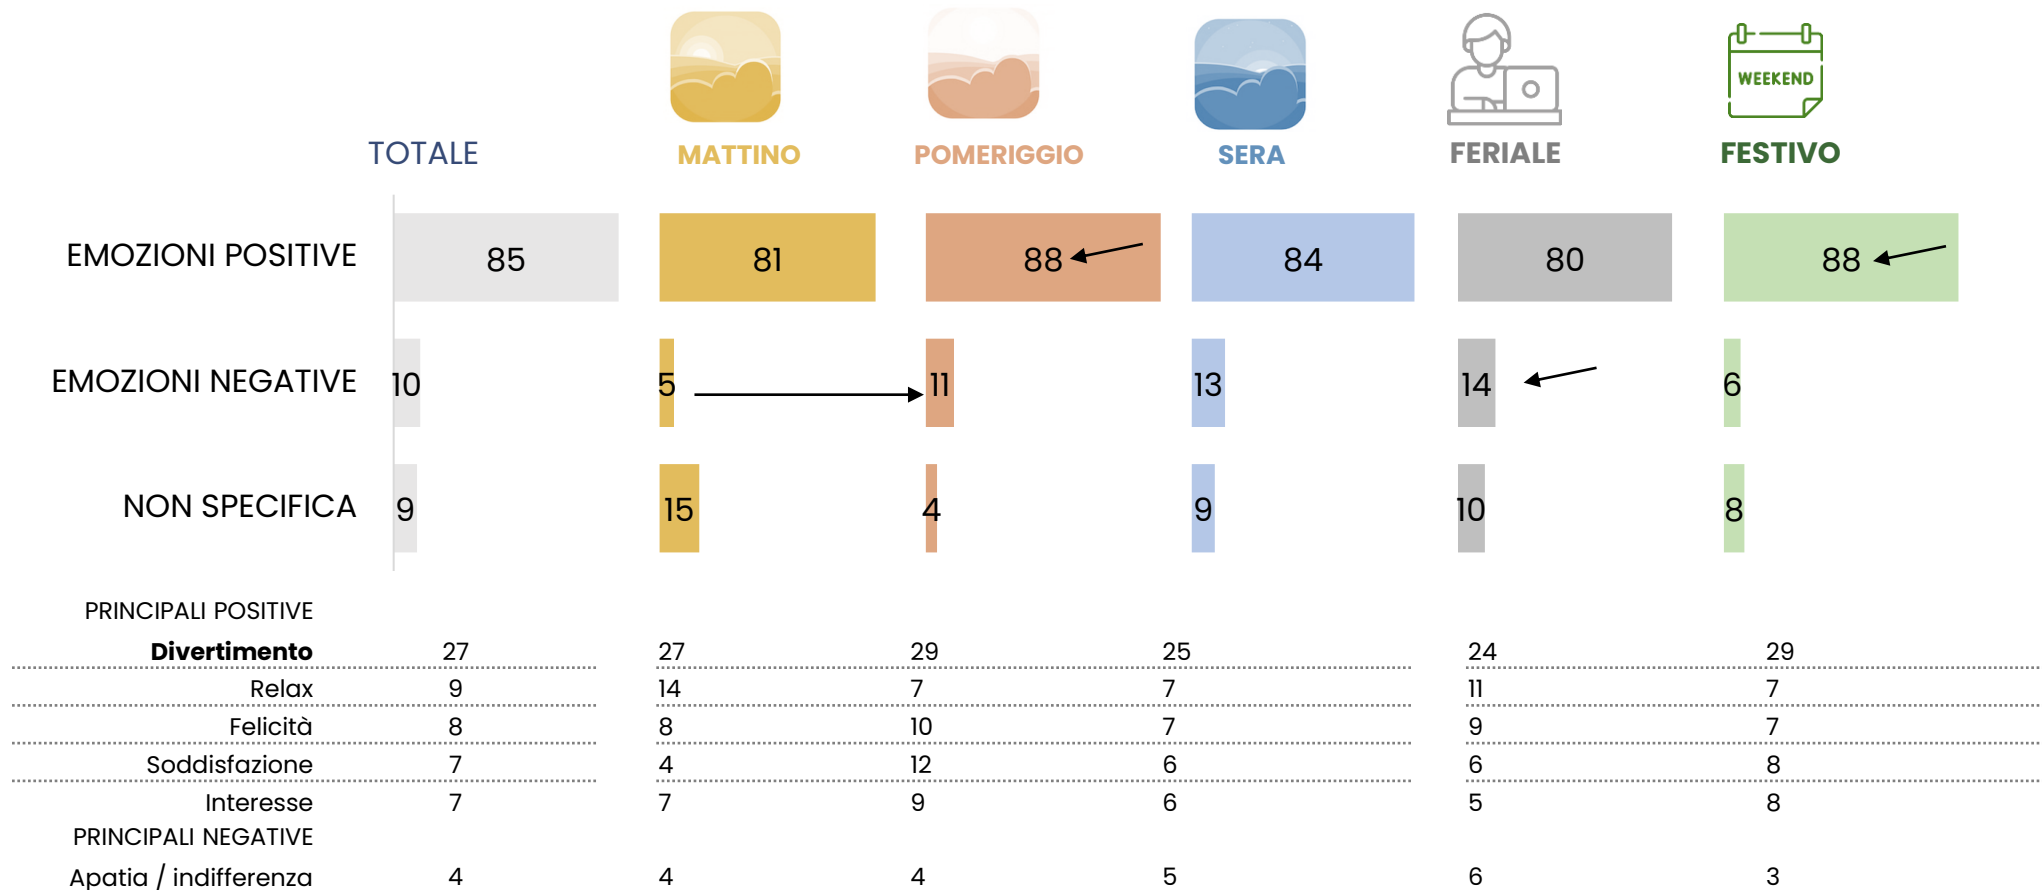 WEEKEND
TOTALE MATTINO POMERIGGIO SERA FERIALE FESTIVO
EMOZIONI POSITIVE 85 81 88 84 80 88
EMOZIONI NEGATIVE 10 5 11 13 14 6
NON SPECIFICA 9 15 4 9 10 8
PRINCIPALI POSITIVE
Divertimento 27 27 29 25 24 29
Relax 9 14 7 7 11 7
Felicità 8 8 10 7 9 7
Soddisfazione 7 4 12 6 6 8
Interesse 7 7 9 6 5 8
PRINCIPALI NEGATIVE
Apatia / indifferenza 4 4 4 5 6 3